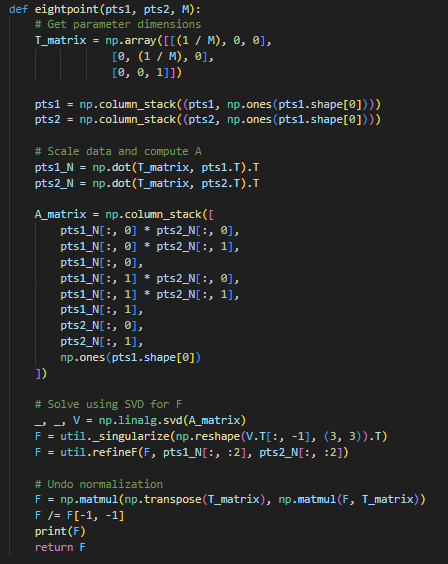 def eightpoint(pts1, pts2, M):
    # Get parameter dimensions
    T_matrix = np.array([[(1 / M), 0, 0],
                [0, (1 / M), 0],
                [0, 0, 1]])

    pts1 = np.column_stack((pts1, np.ones(pts1.shape[0])))
    pts2 = np.column_stack((pts2, np.ones(pts1.shape[0])))

    # Scale data and compute A
    pts1_N = np.dot(T_matrix, pts1.T).T
    pts2_N = np.dot(T_matrix, pts2.T).T

    A_matrix = np.column_stack([
        pts1_N[:, 0] * pts2_N[:, 0],
        pts1_N[:, 0] * pts2_N[:, 1],
        pts1_N[:, 0],
        pts1_N[:, 1] * pts2_N[:, 0],
        pts1_N[:, 1] * pts2_N[:, 1],
        pts1_N[:, 1],
        pts2_N[:, 0],
        pts2_N[:, 1],
        np.ones(pts1.shape[0])
    ])

    # Solve using SVD for F
    _, _, V = np.linalg.svd(A_matrix)
    F = util._singularize(np.reshape(V.T[:, -1], (3, 3)).T)
    F = util.refineF(F, pts1_N[:, :2], pts2_N[:, :2])

    # Undo normalization
    F = np.matmul(np.transpose(T_matrix), np.matmul(F, T_matrix))
    F /= F[-1, -1]
    print(F)
    return F